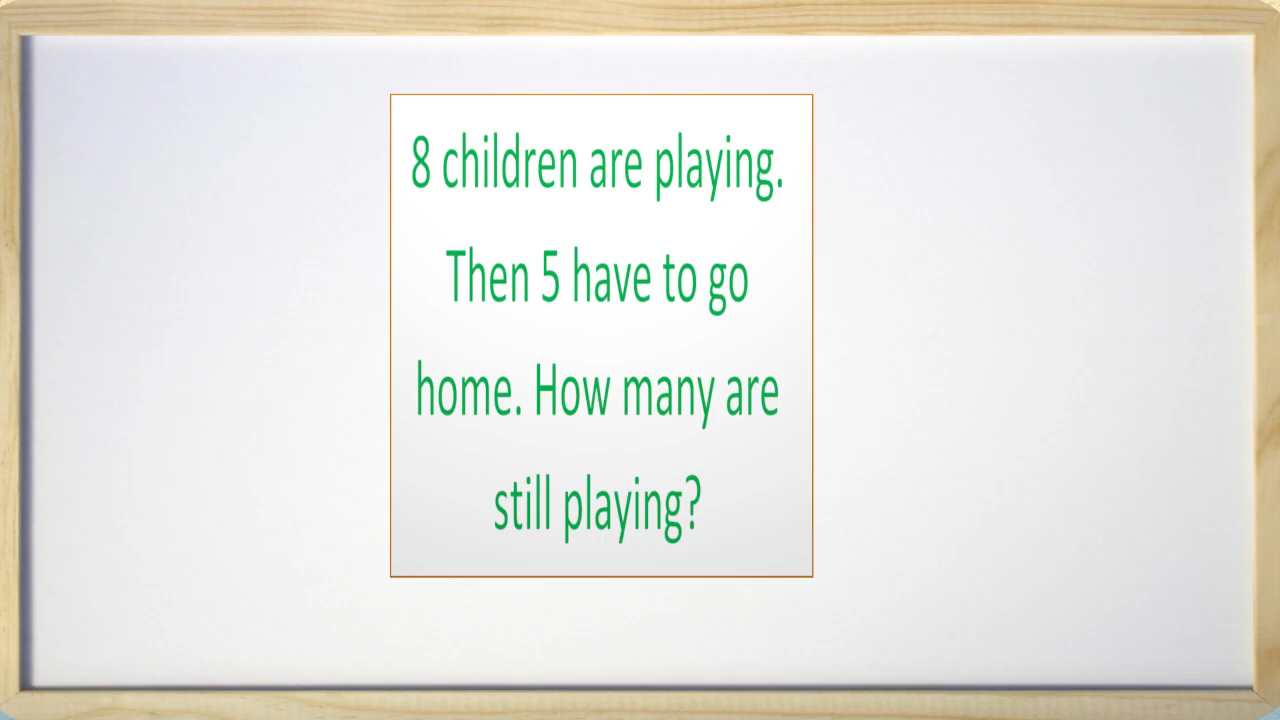 8 children are playing.
Then 5 have to go
home. How many are
still playing?